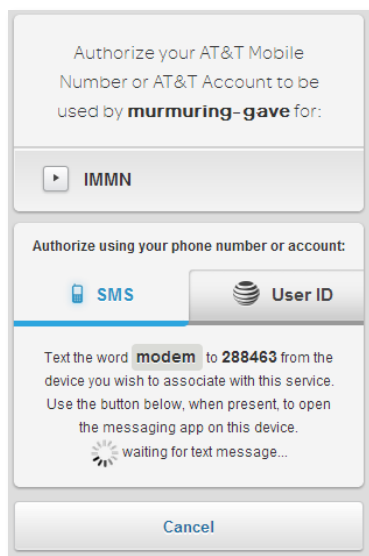 Authorize your AT&T Mobile
Number or AT&T Account to be
used by murmuring-gave for:
IMMN
Authorize using your phone number or account:
SMS
User ID
Text the word modem to 288463 from the
device you wish to associate with this service.
Use the button below, when present, to open
the messaging app on this device.
waiting for text message...
Cancel